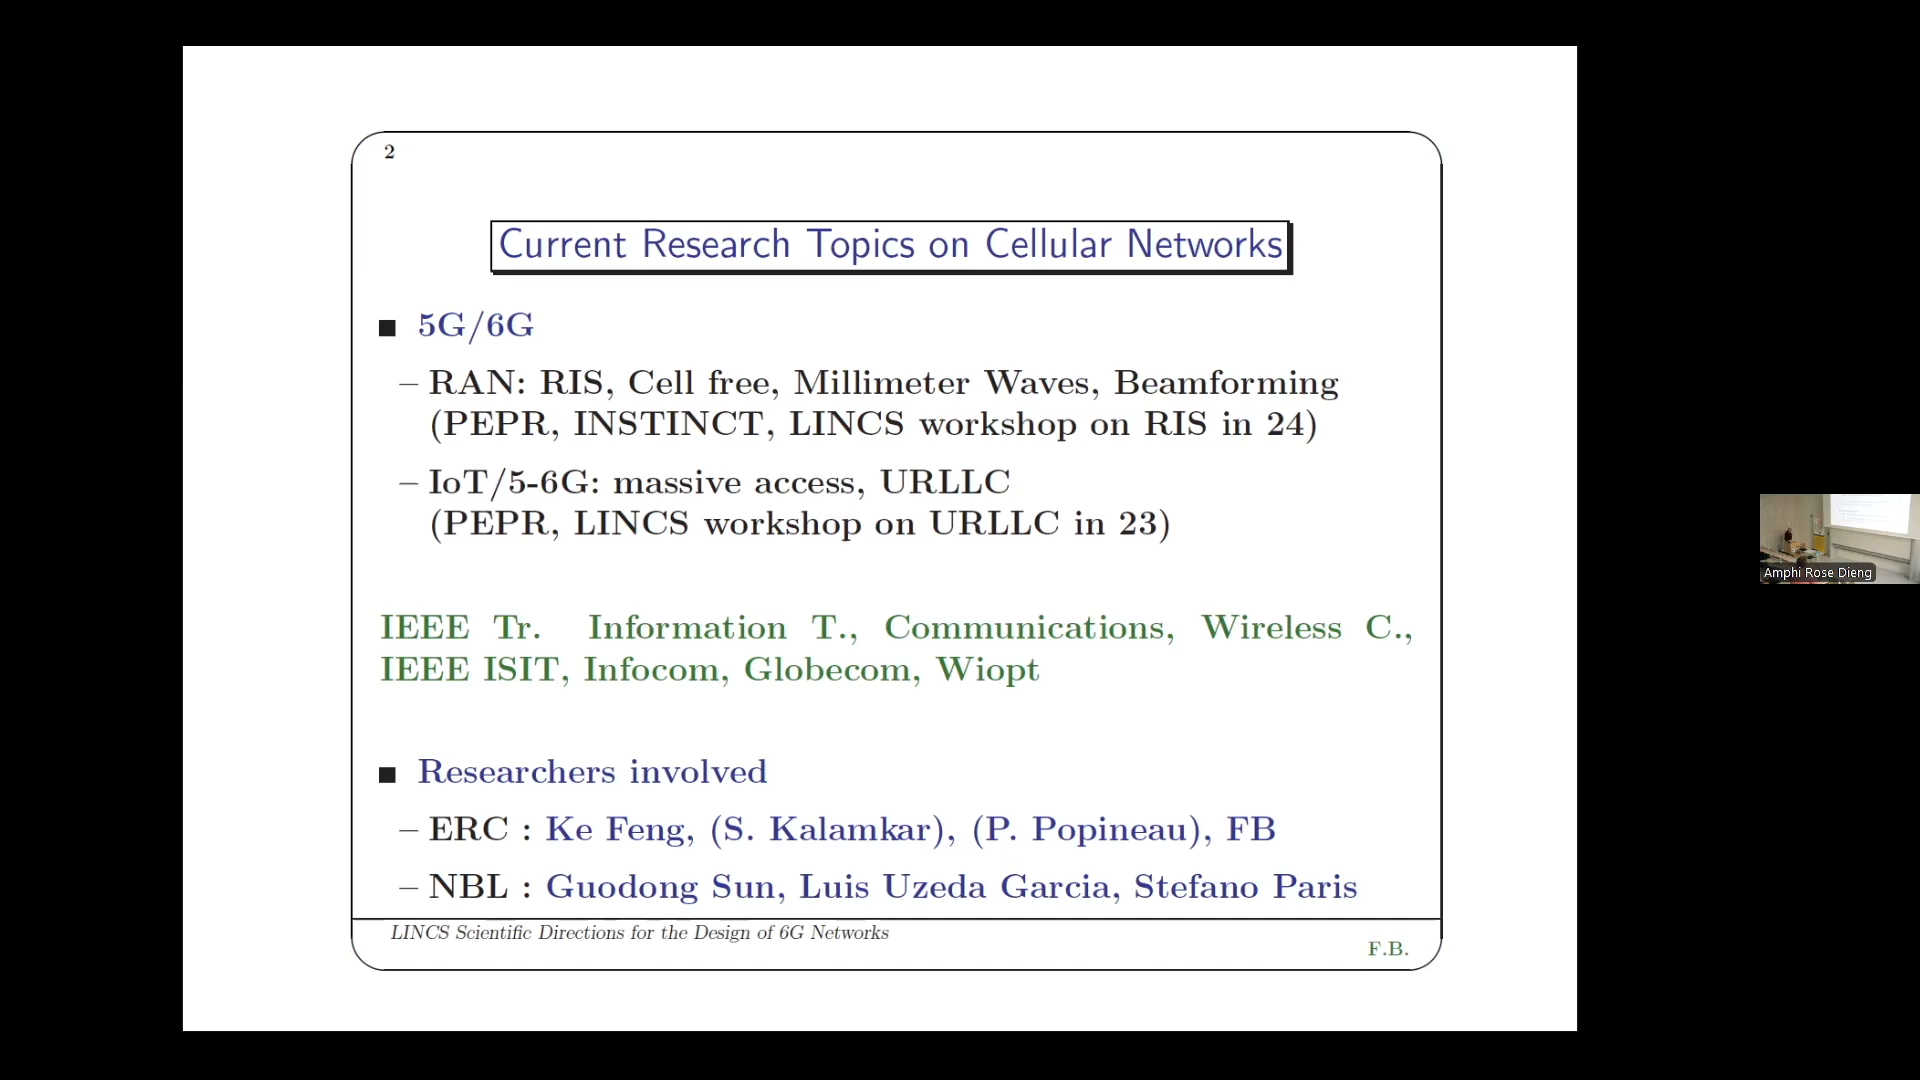 2
Current Research Topics on Cellular Networks
■ 5G/6G
– RAN: RIS, Cell free, Millimeter Waves, Beamforming
(PEPR, INSTINCT, LINCS workshop on RIS in 24)
– IoT/5-6G: massive access, URLLC
(PEPR, LINCS workshop on URLLC in 23)
IEEE Tr. Information T., Communications, Wireless C.,
IEEE ISIT, Infocom, Globecom, Wiopt
■ Researchers involved
– ERC : Ke Feng, (S. Kalamkar), (P. Popineau), FB
– NBL : Guodong Sun, Luis Uzeda Garcia, Stefano Paris
LINCS Scientific Directions for the Design of 6G Networks
F.B.
Amphi Rose Dieng